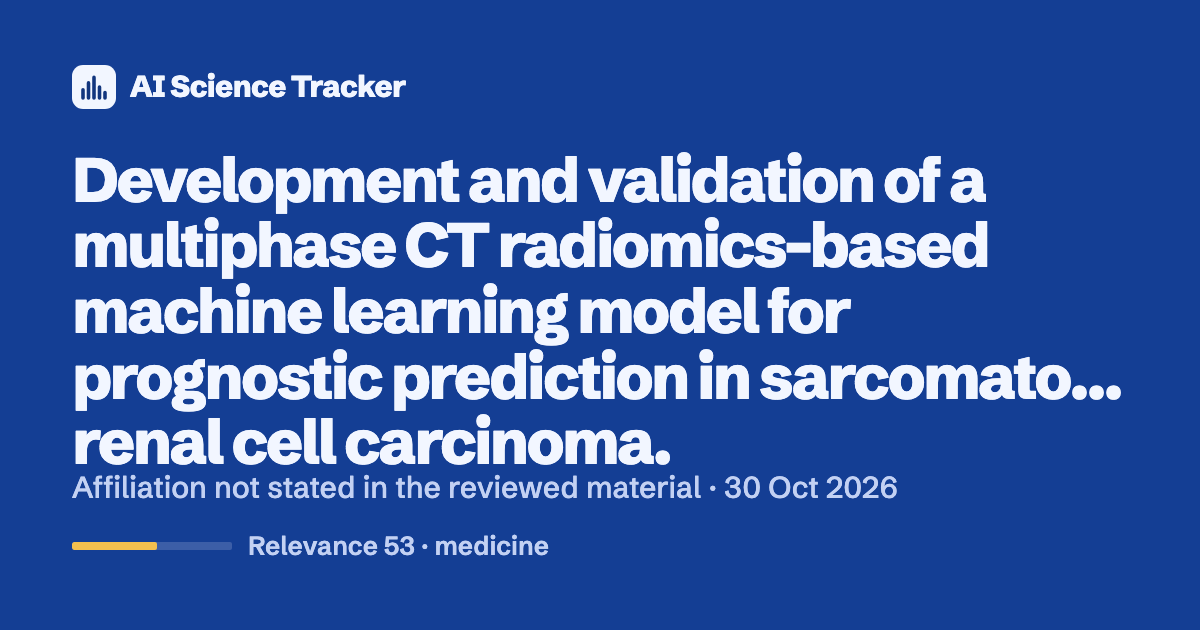 AI Science Tracker
Development and validation of a
multiphase CT radiomics-based
machine learning model for
prognostic prediction in sarcomato...
renal cell carcinoma.
Affiliation not stated in the reviewed material · 30 Oct 2026
Relevance 53 · medicine